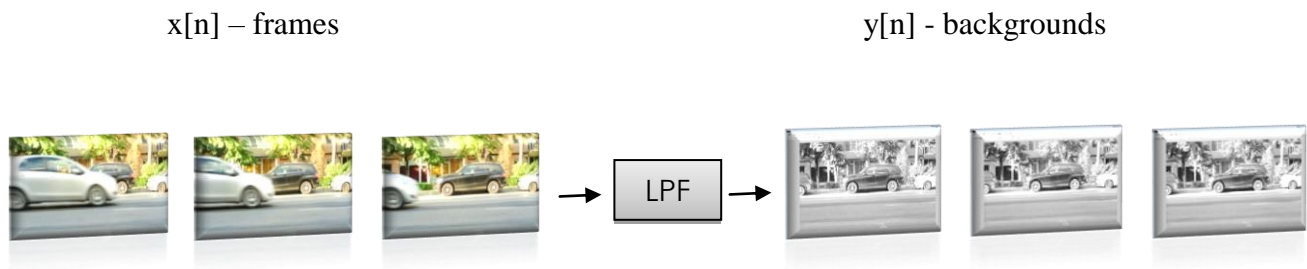 x[n] – frames
y[n] - backgrounds
LPF